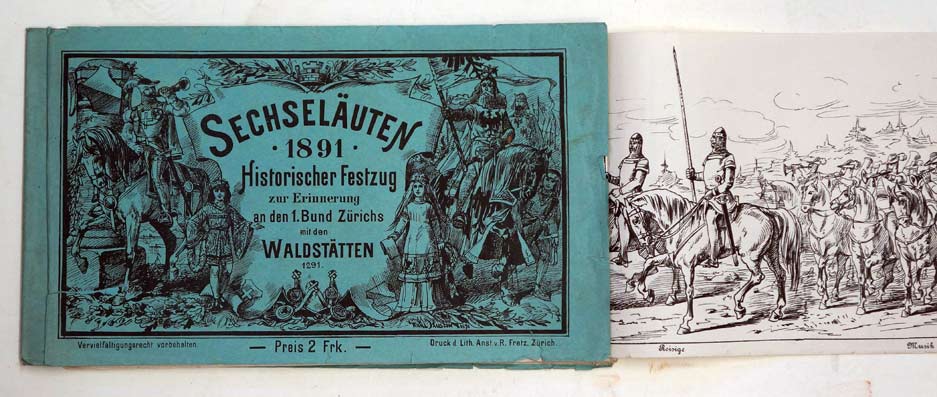 SECHSELÄUTEN
· 1891 ·
Historischer Festzug
zur Erinnerung
an den 1. Bund Zürichs
mit den
WALDSTÄTTEN
1291.
Vervielfältigungsrecht vorbehalten.
— Preis 2 Frk. —
Druck d. Lith. Anst. v. R. Fretz, Zürich.
Reisige
Musik